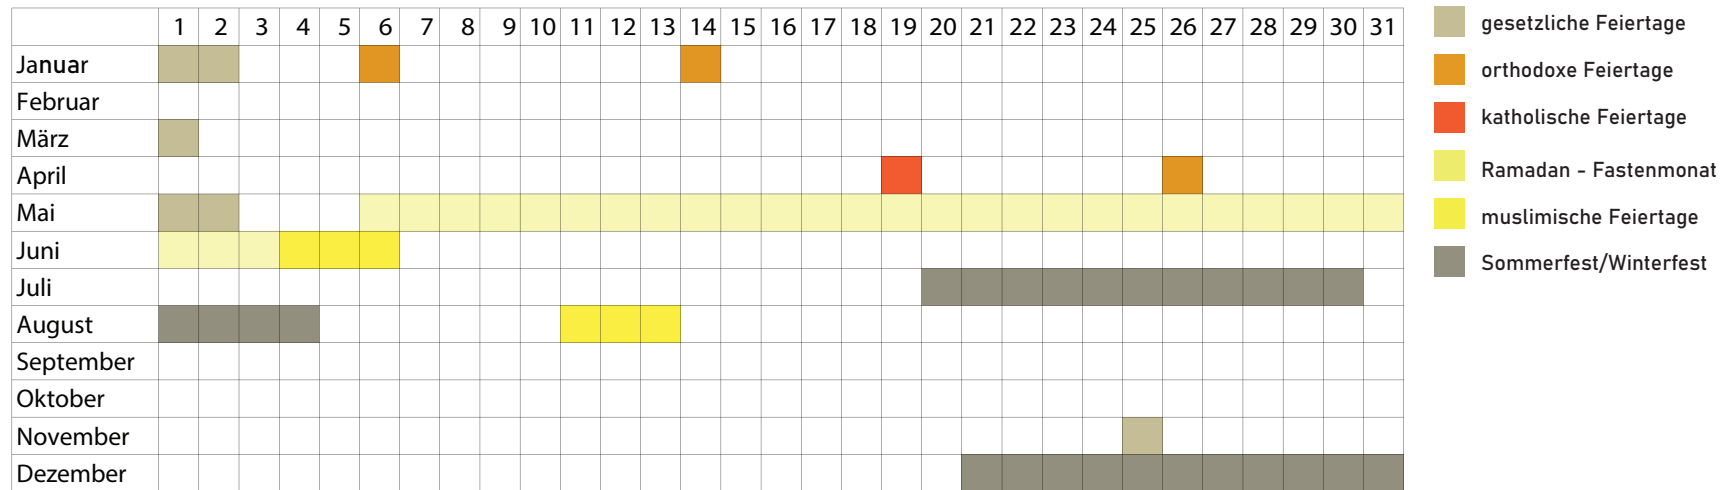 1 2 3 4 5 6 7 8 9 10 11 12 13 14 15 16 17 18 19 20 21 22 23 24 25 26 27 28 29 30 31
Januar
Februar
März
April
Mai
Juni
Juli
August
September
Oktober
November
Dezember
gesetzliche Feiertage
orthodoxe Feiertage
katholische Feiertage
Ramadan - Fastenmonat
muslimische Feiertage
Sommerfest/Winterfest